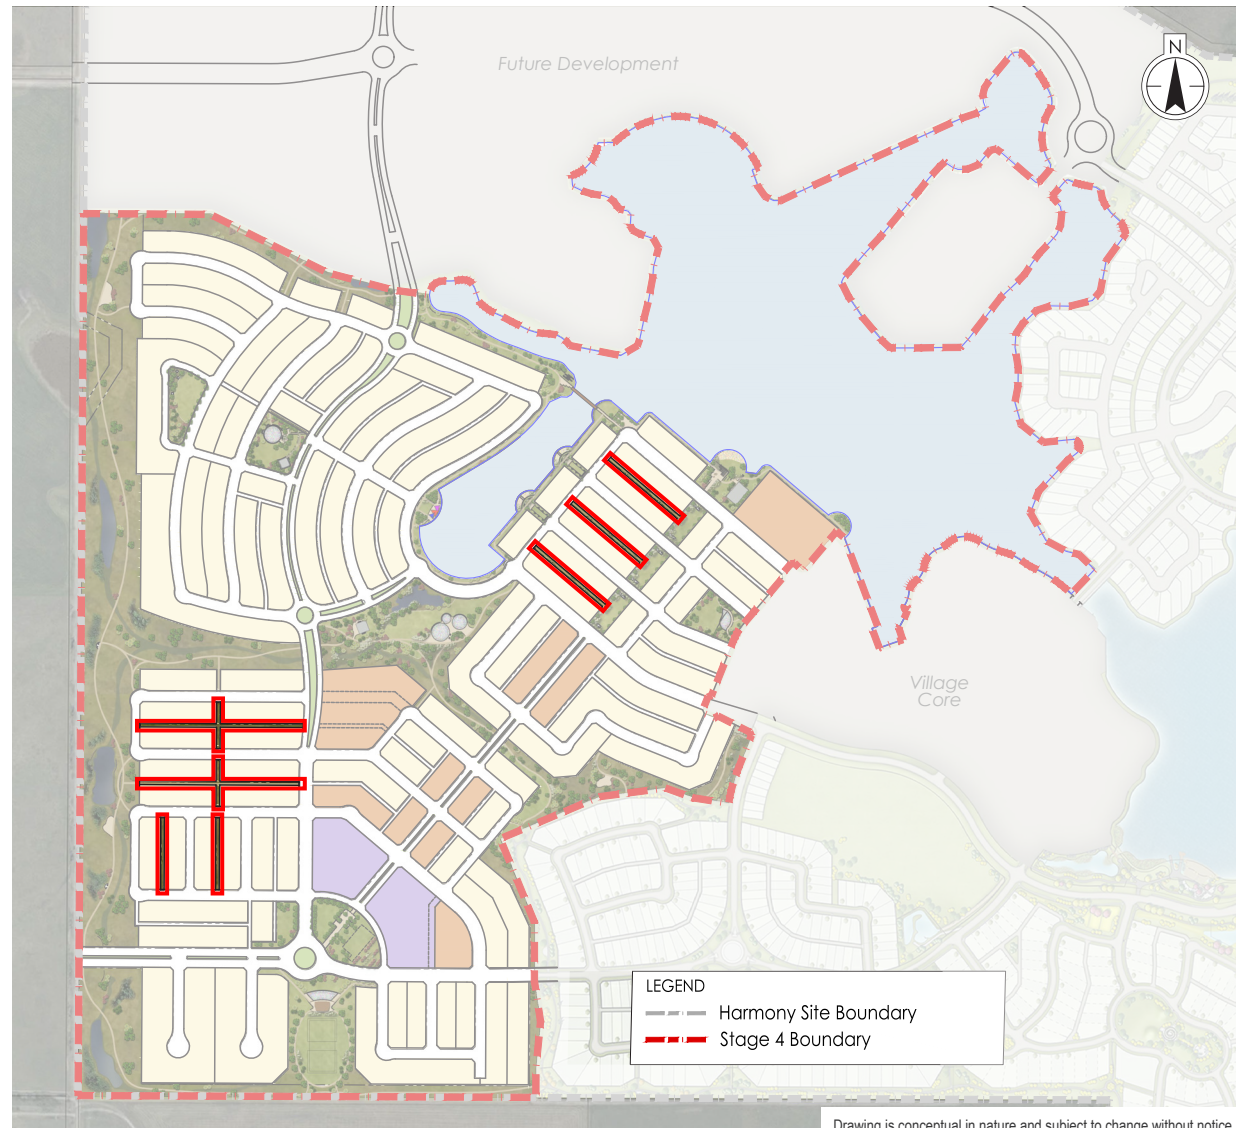 N
Future Development
Village
Core
LEGEND
Harmony Site Boundary
Stage 4 Boundary
Drawing is conceptual in nature and subject to change without notice